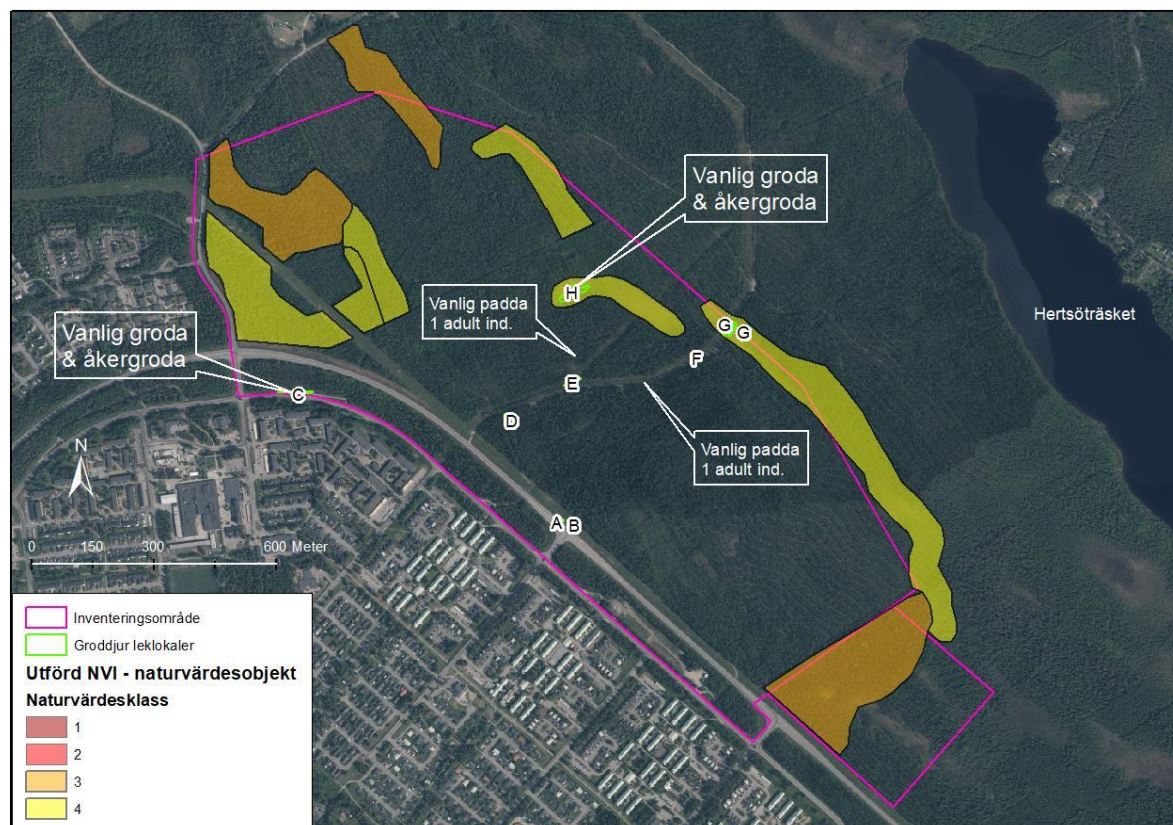 Vanlig groda
& åkergroda
H
Vanlig padda
1 adult ind.
G G
Hertsöträsket
Vanlig groda
& åkergroda
F
E
C
D
Vanlig padda
1 adult ind.
N
A B
0 150 300 600 Meter
Inventeringsområde
Groddjur leklokaler
Utförd NVI - naturvärdesobjekt
Naturvärdesklass
1
2
3
4